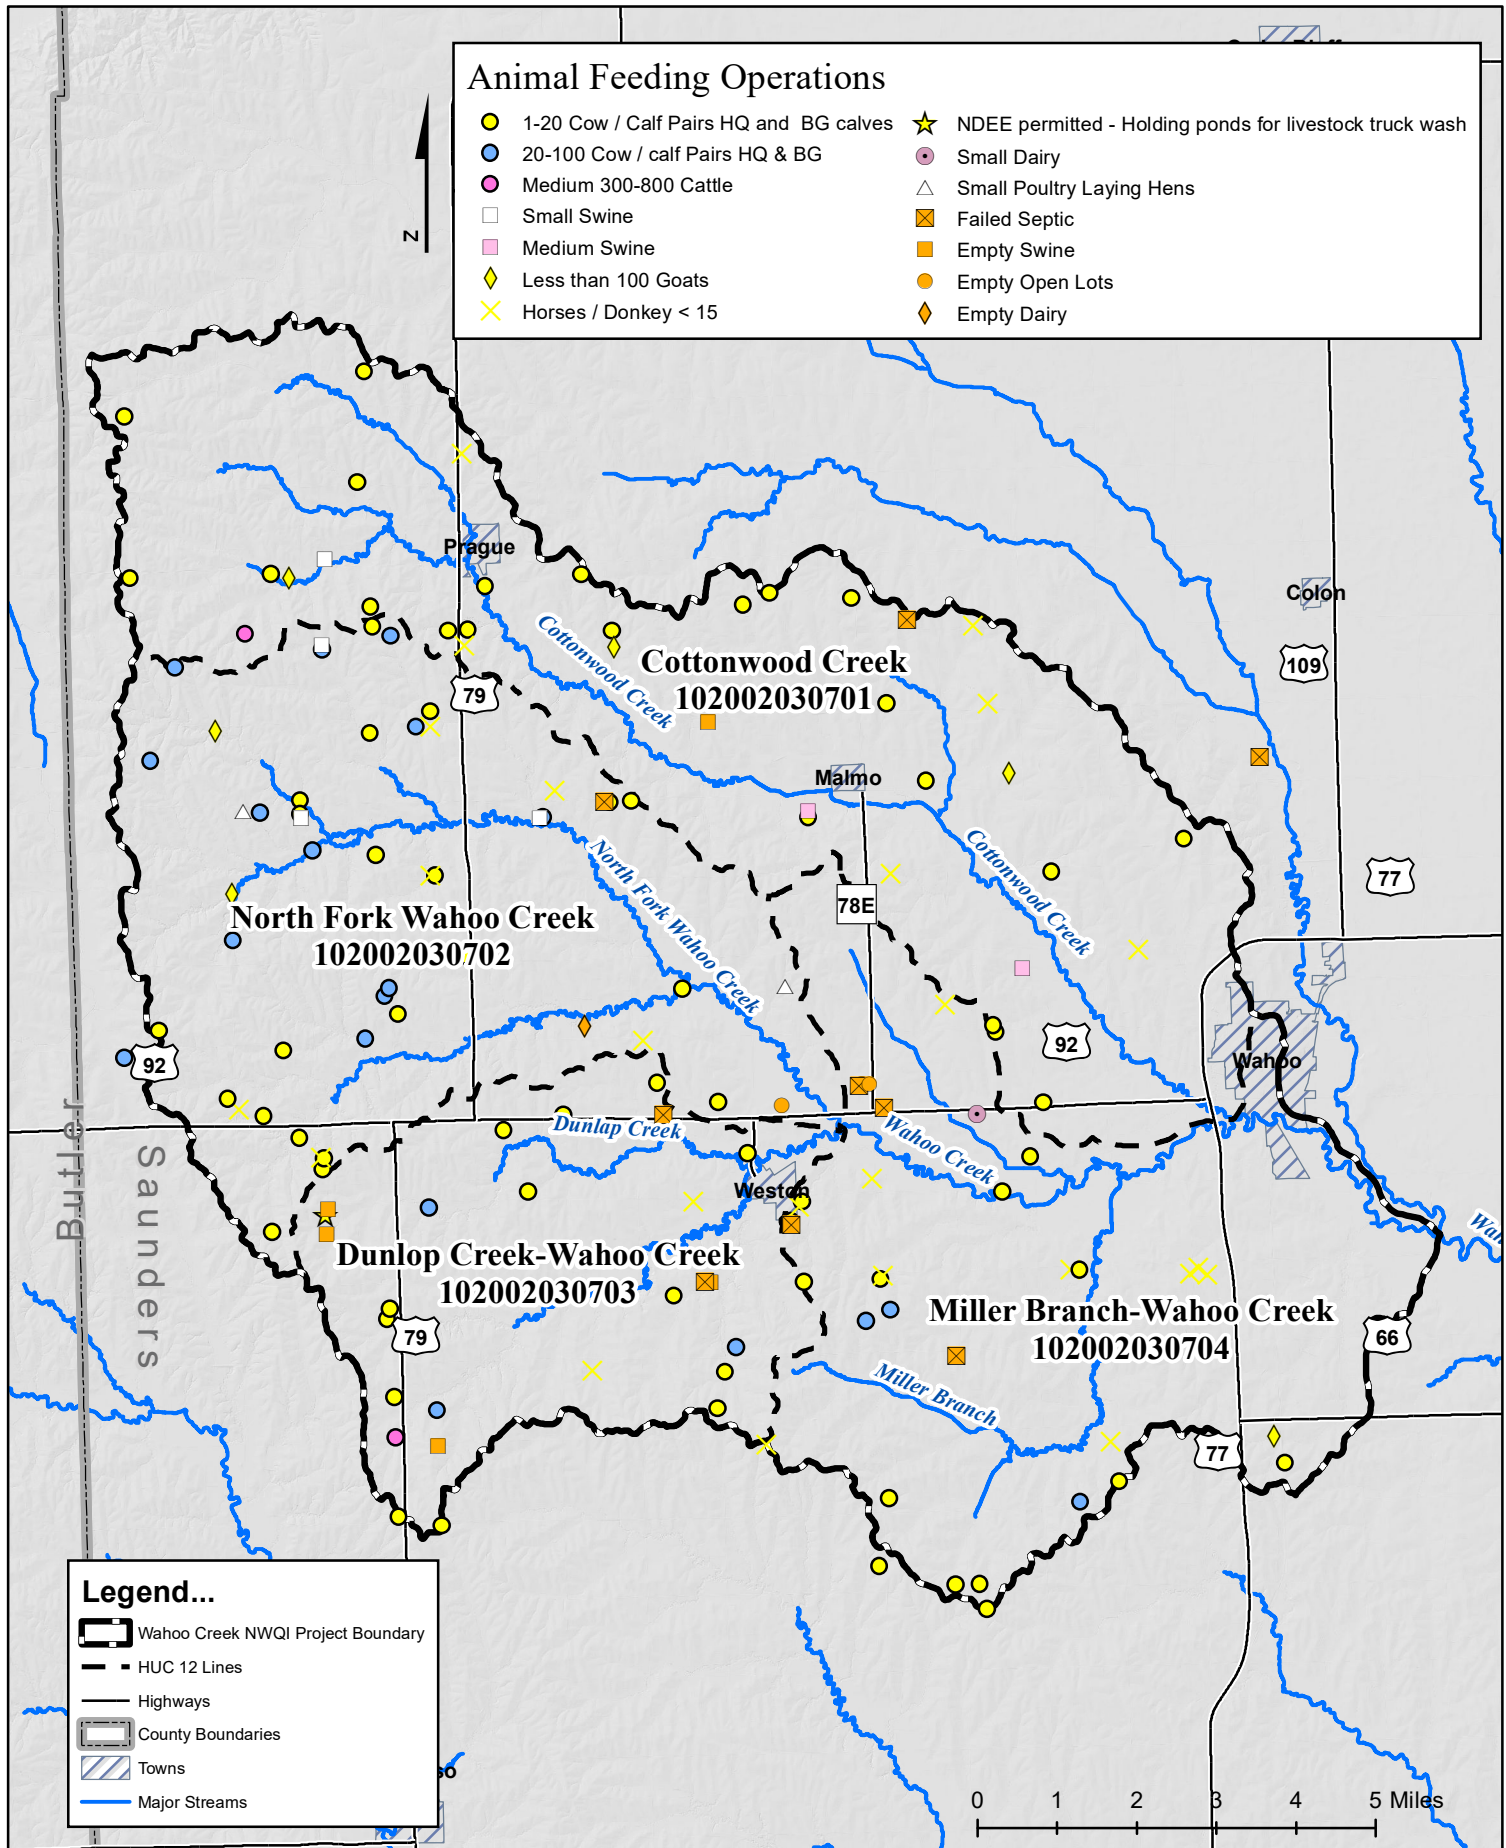 Animal Feeding Operations
1-20 Cow / Calf Pairs HQ and BG calves
20-100 Cow / calf Pairs HQ & BG
Medium 300-800 Cattle
Small Swine
Medium Swine
Less than 100 Goats
Horses / Donkey < 15
NDEE permitted - Holding ponds for livestock truck wash
Small Dairy
Small Poultry Laying Hens
Failed Septic
Empty Swine
Empty Open Lots
Empty Dairy
N
Prague
Colon
Cottonwood Creek
Cottonwood Creek
102002030701
109
79
Malmo
Cottonwood Creek
77
North Fork Wahoo Creek
78E
North Fork Wahoo Creek
102002030702
92
92
Wahoo
Butler
Saunders
Dunlap Creek
Wahoo Creek
Weston
Dunlop Creek-Wahoo Creek
102002030703
Miller Branch-Wahoo Creek
102002030704
79
66
Miller Branch
77
Legend...
Wahoo Creek NWQI Project Boundary
HUC 12 Lines
Highways
County Boundaries
Towns
Major Streams
0 1 2 3 4 5 Miles